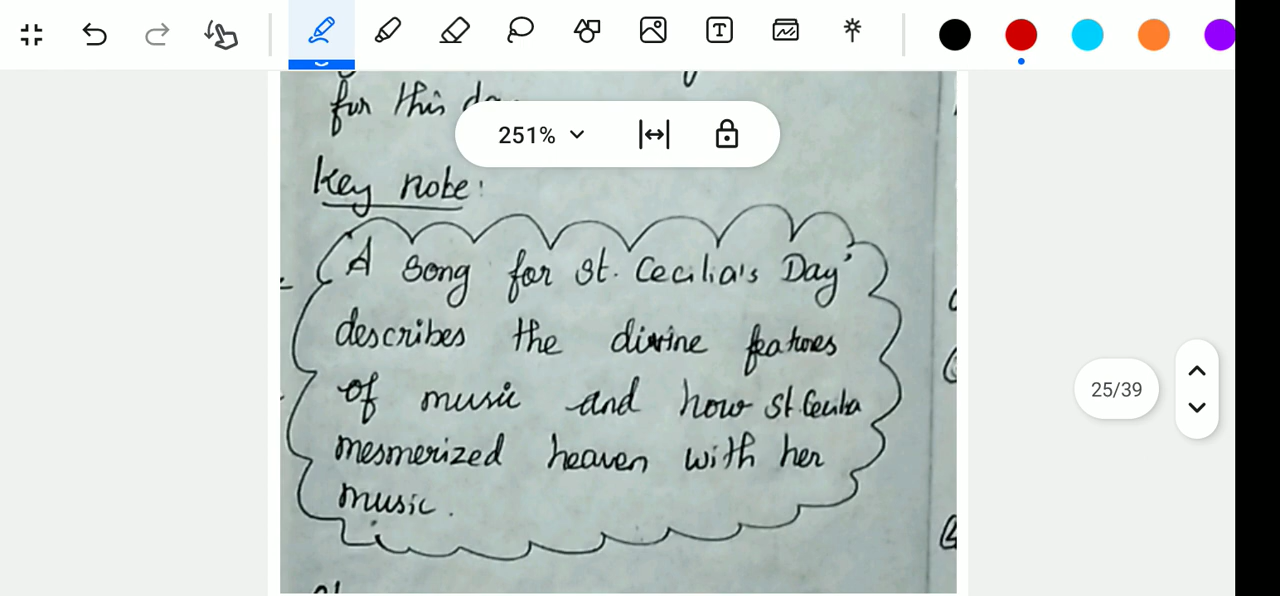 for this
251%
Key note:
'A Song for St. Cecilia's Day'
describes the divine features
of music and how St. Cecilia
mesmerized heaven with her
music.
25/39